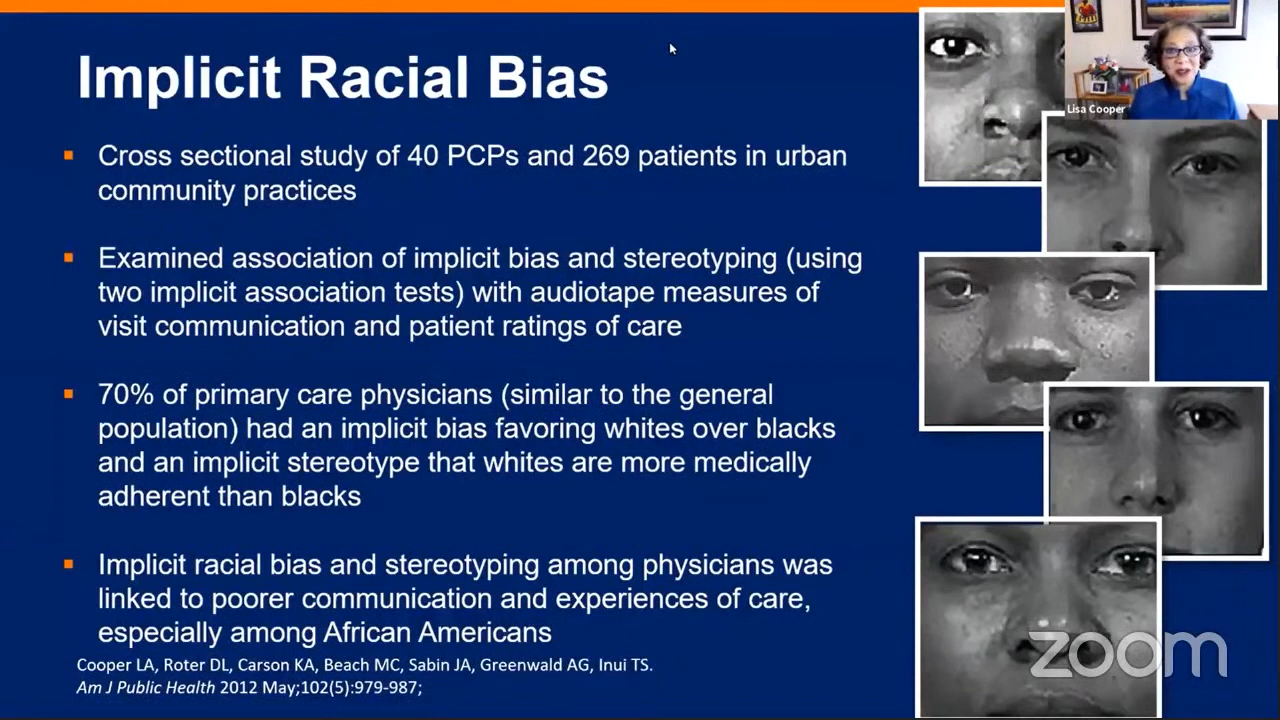 Implicit Racial Bias
Lisa Cooper
▪ Cross sectional study of 40 PCPs and 269 patients in urban
community practices
▪ Examined association of implicit bias and stereotyping (using
two implicit association tests) with audiotape measures of
visit communication and patient ratings of care
▪ 70% of primary care physicians (similar to the general
population) had an implicit bias favoring whites over blacks
and an implicit stereotype that whites are more medically
adherent than blacks
▪ Implicit racial bias and stereotyping among physicians was
linked to poorer communication and experiences of care,
especially among African Americans
Cooper LA, Roter DL, Carson KA, Beach MC, Sabin JA, Greenwald AG, Inui TS.
Am J Public Health 2012 May;102(5):979-987;
zoom